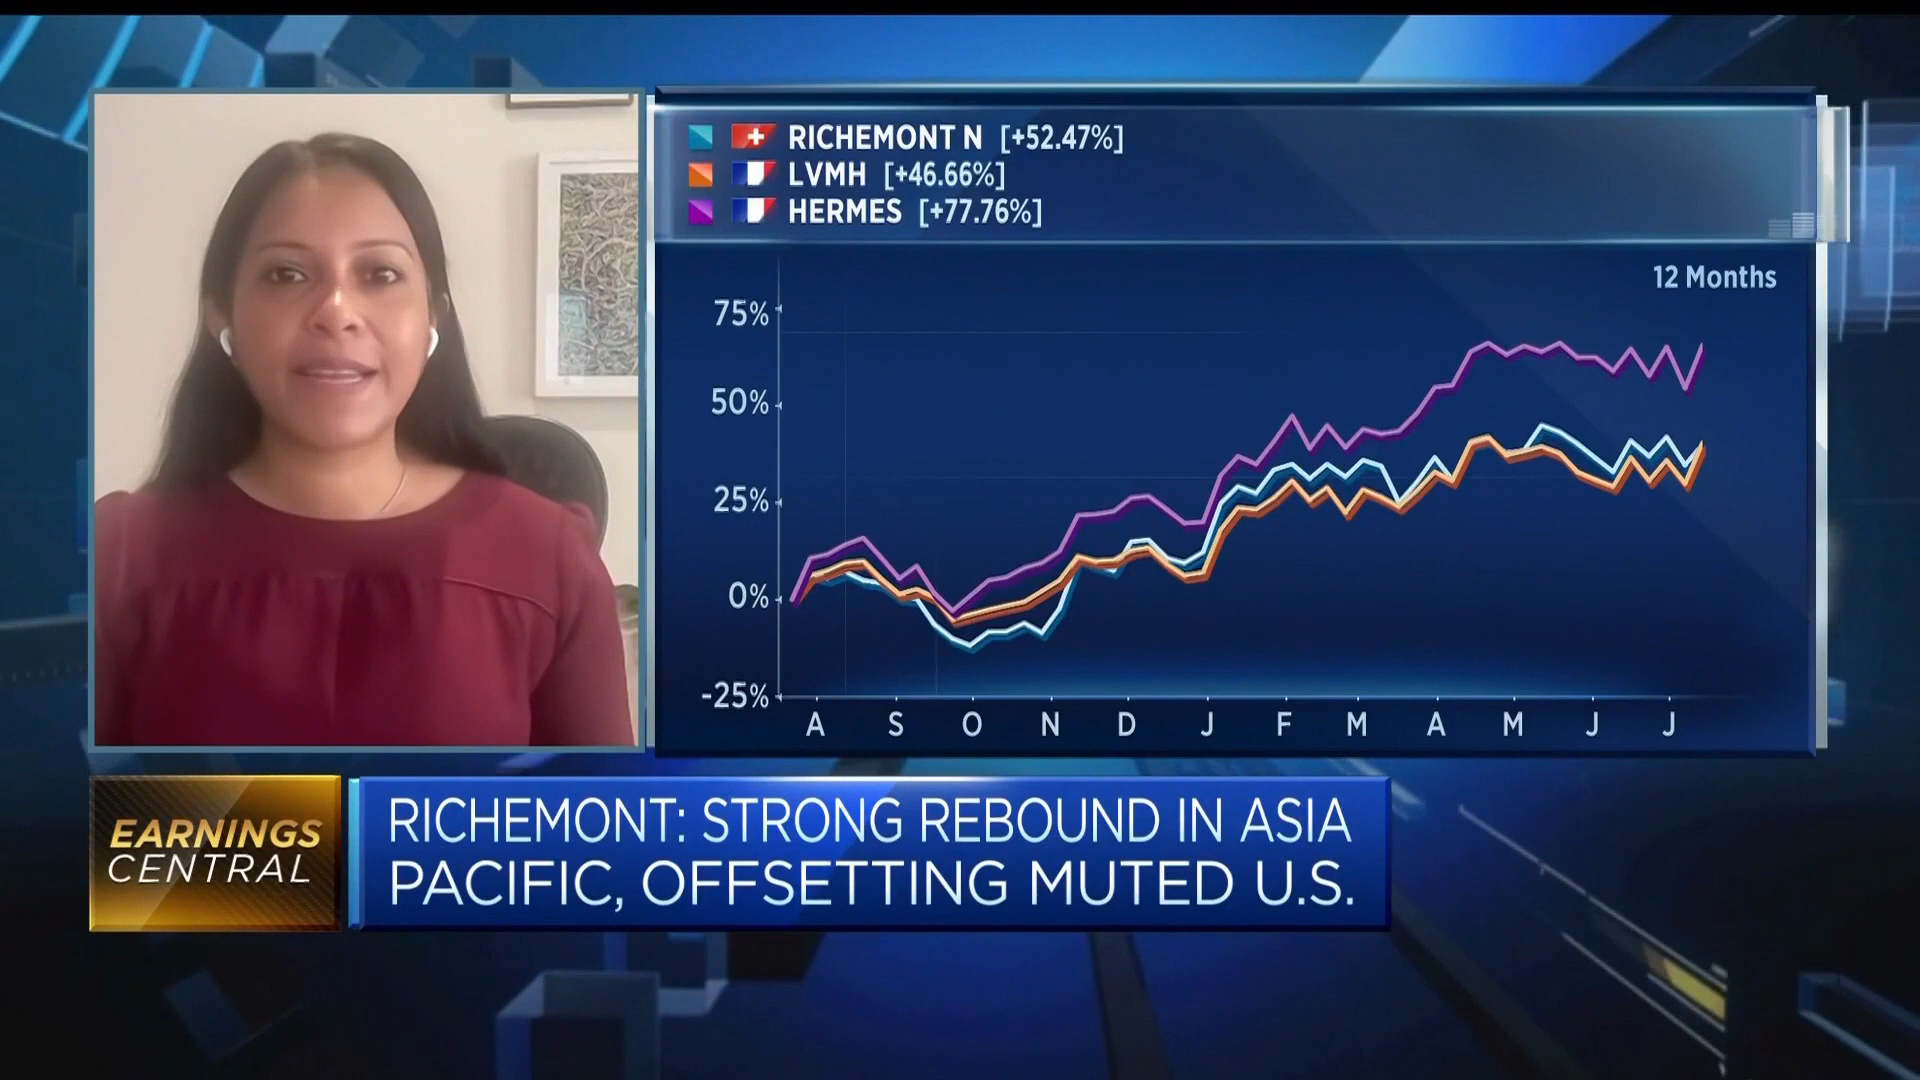 RICHEMONT N [+52.47%]
LVMH [+46.66%]
HERMES [+77.76%]
12 Months
75%
50%
25%
0%
-25%
A S O N D J F M A M J J
EARNINGS
CENTRAL
RICHEMONT: STRONG REBOUND IN ASIA
PACIFIC, OFFSETTING MUTED U.S.